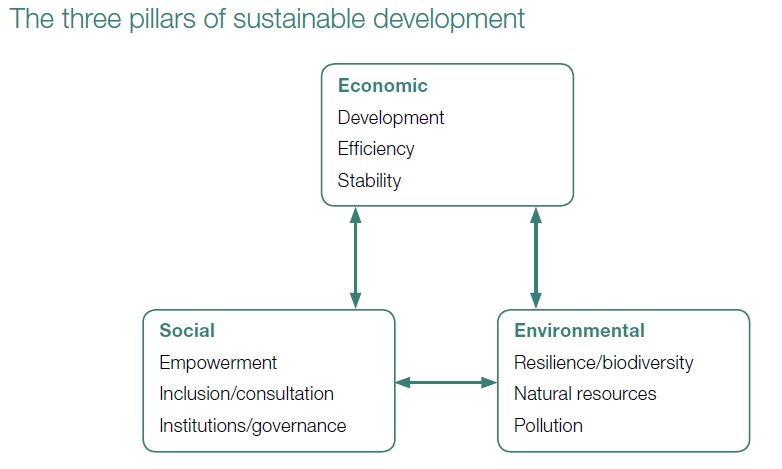 The three pillars of sustainable development
Economic
Development
Efficiency
Stability
Social
Empowerment
Inclusion/consultation
Institutions/governance
Environmental
Resilience/biodiversity
Natural resources
Pollution